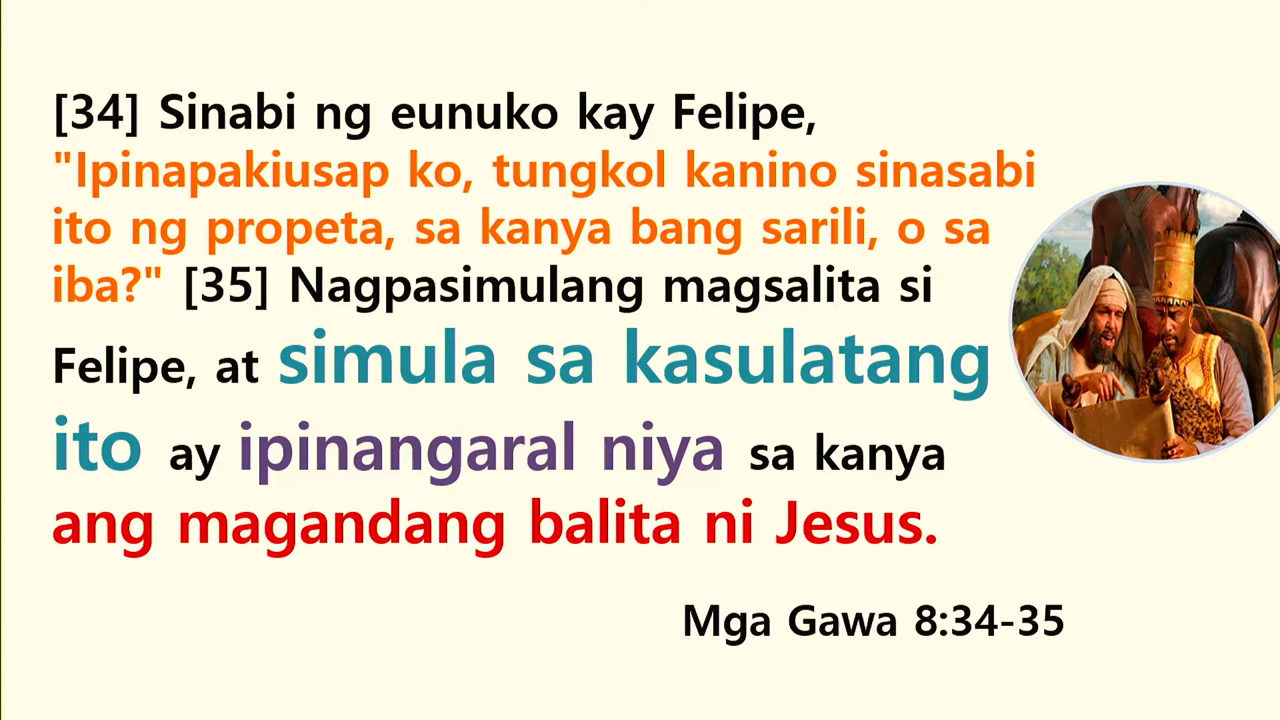 [34] Sinabi ng eunuko kay Felipe,
"Ipinapakiusap ko, tungkol kanino sinasabi
ito ng propeta, sa kanya bang sarili, o sa
iba?" [35] Nagpasimulang magsalita si
Felipe, at simula sa kasulatang
ito ay ipinangaral niya sa kanya
ang magandang balita ni Jesus.
Mga Gawa 8:34-35